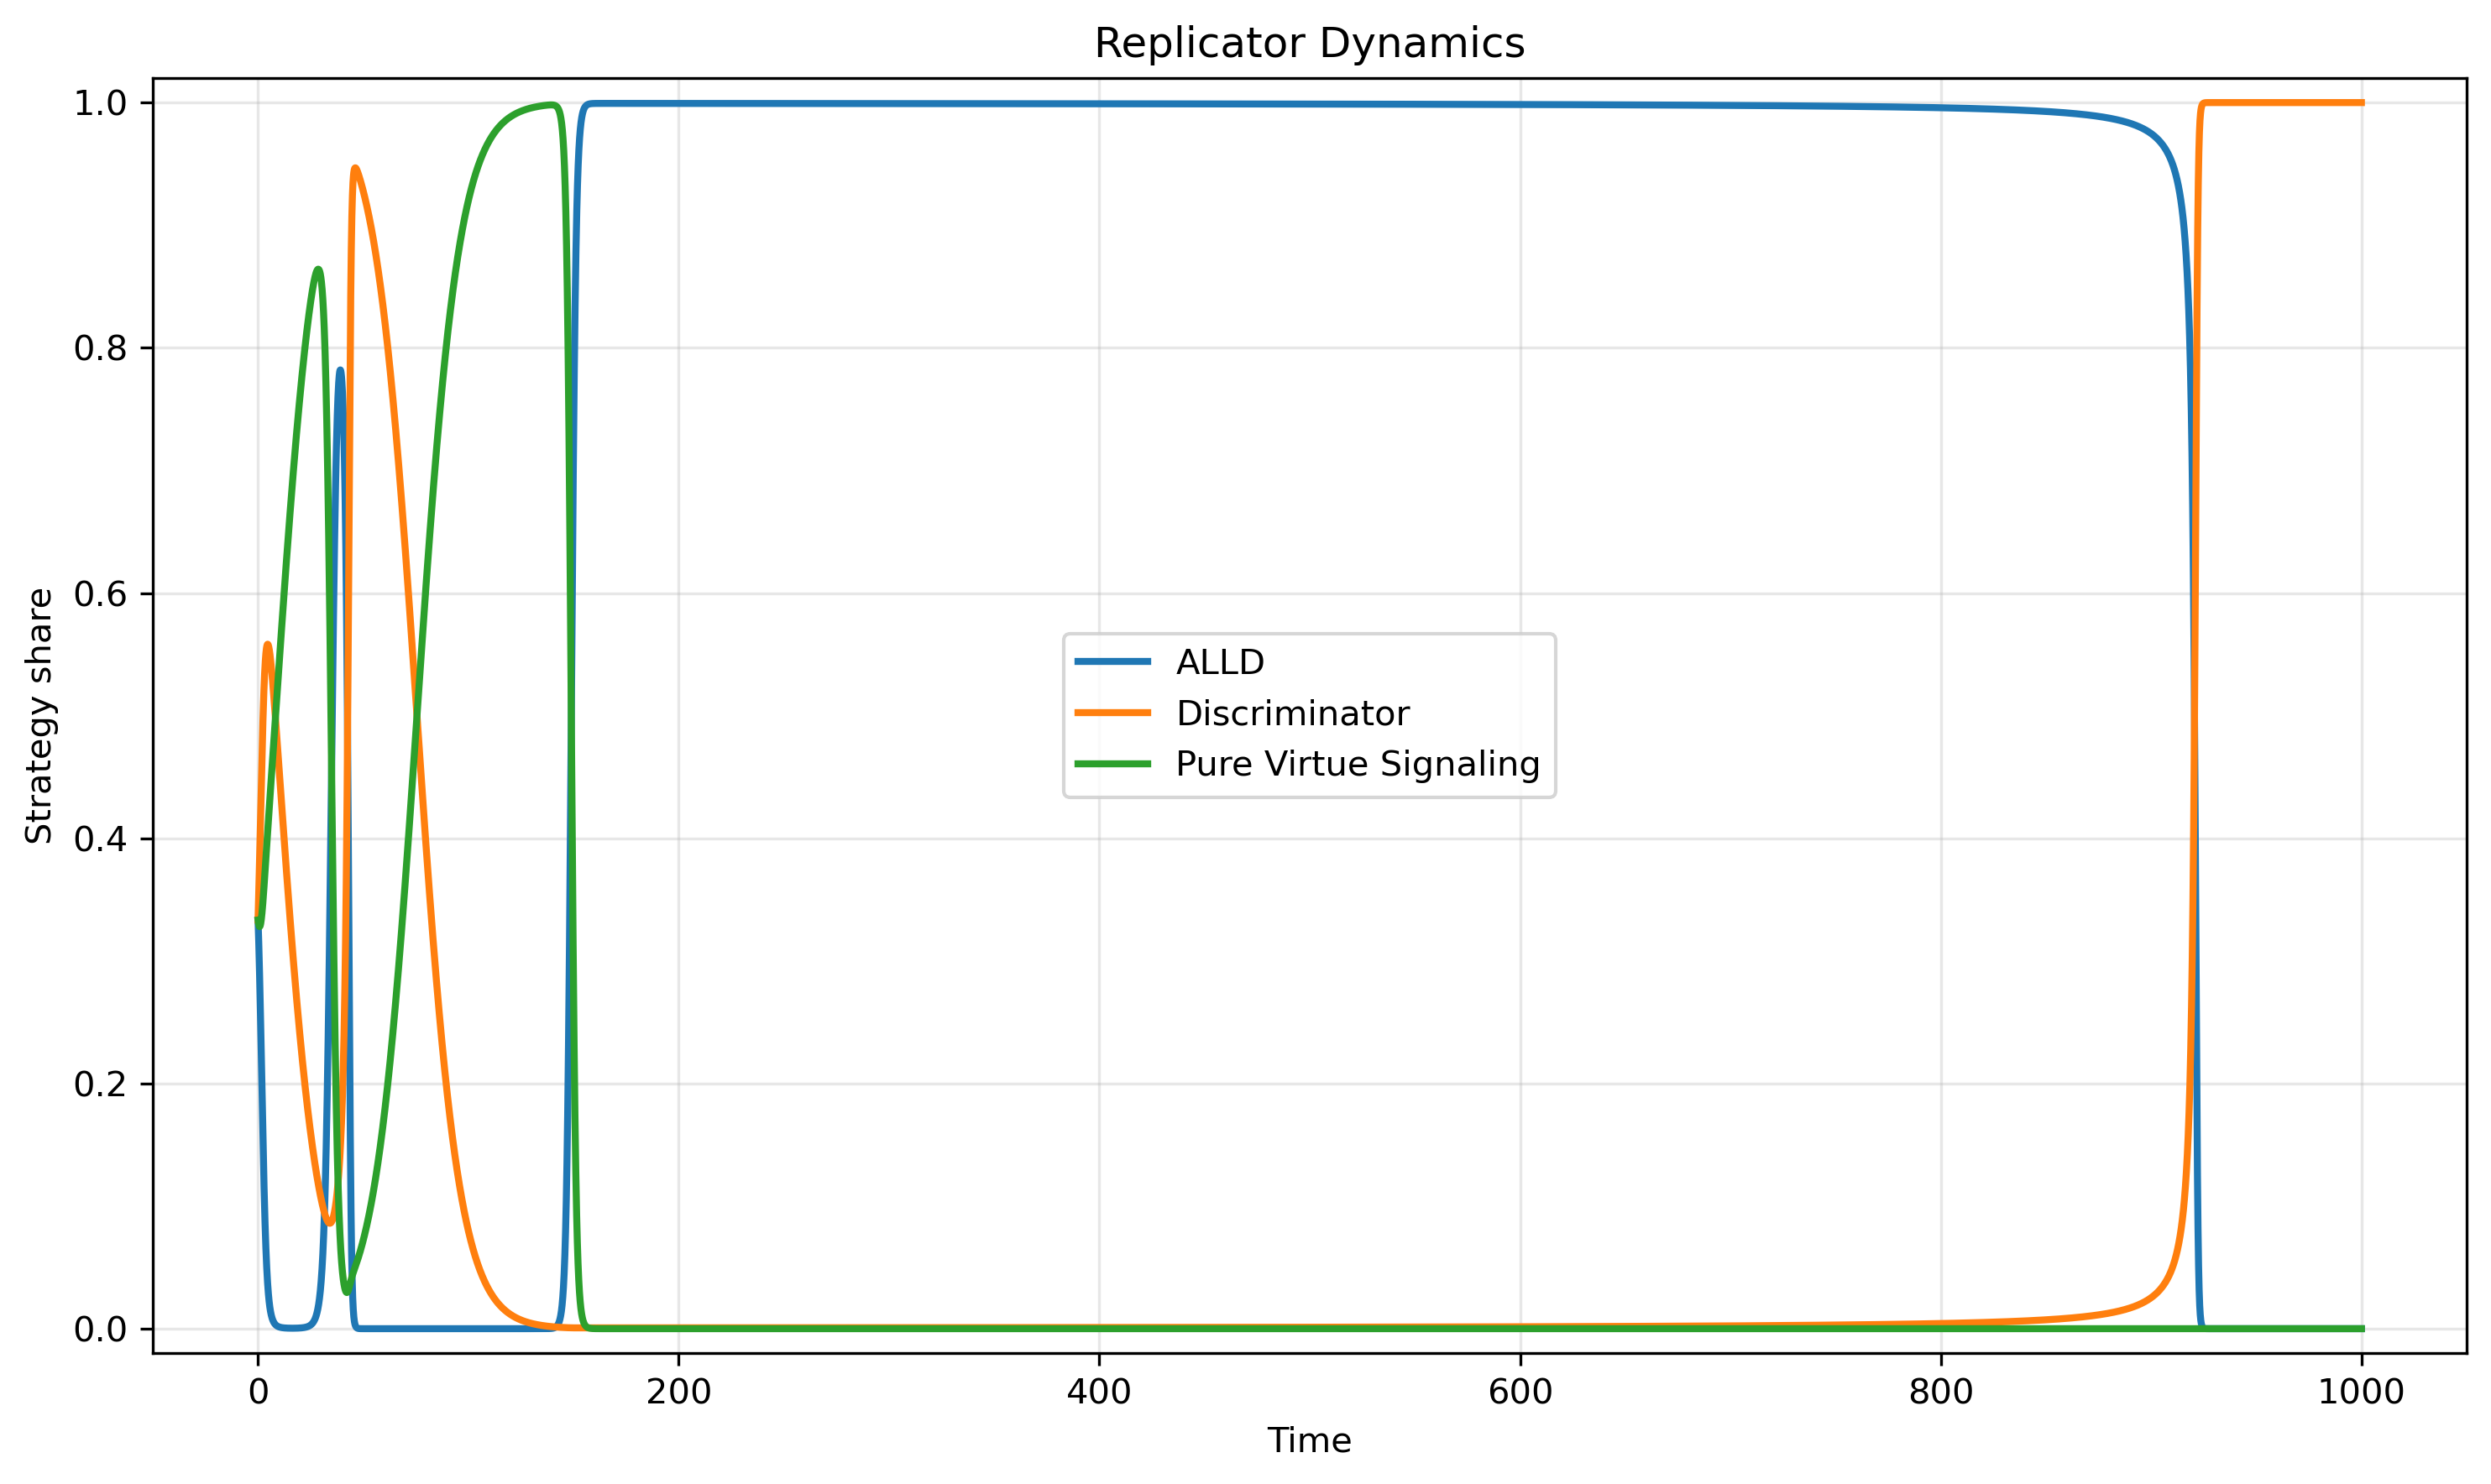 Replicator Dynamics
Strategy share
1.0
0.8
0.6
0.4
0.2
0.0
ALLD
Discriminator
Pure Virtue Signaling
0
200
400
600
800
1000
Time